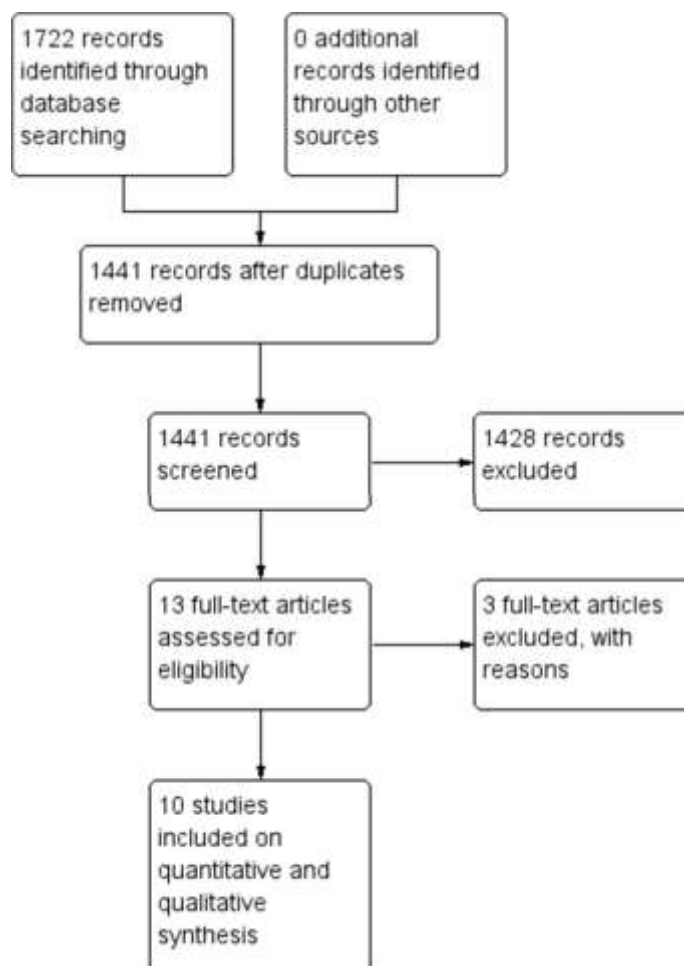 1722 records
identified through
database
searching
0 additional
records identified
through other
sources
1441 records after duplicates
removed
1441 records
screened
1428 records
excluded
13 full-text articles
assessed for
eligibility
3 full-text articles
excluded, with
reasons
10 studies
included on
quantitative and
qualitative
synthesis